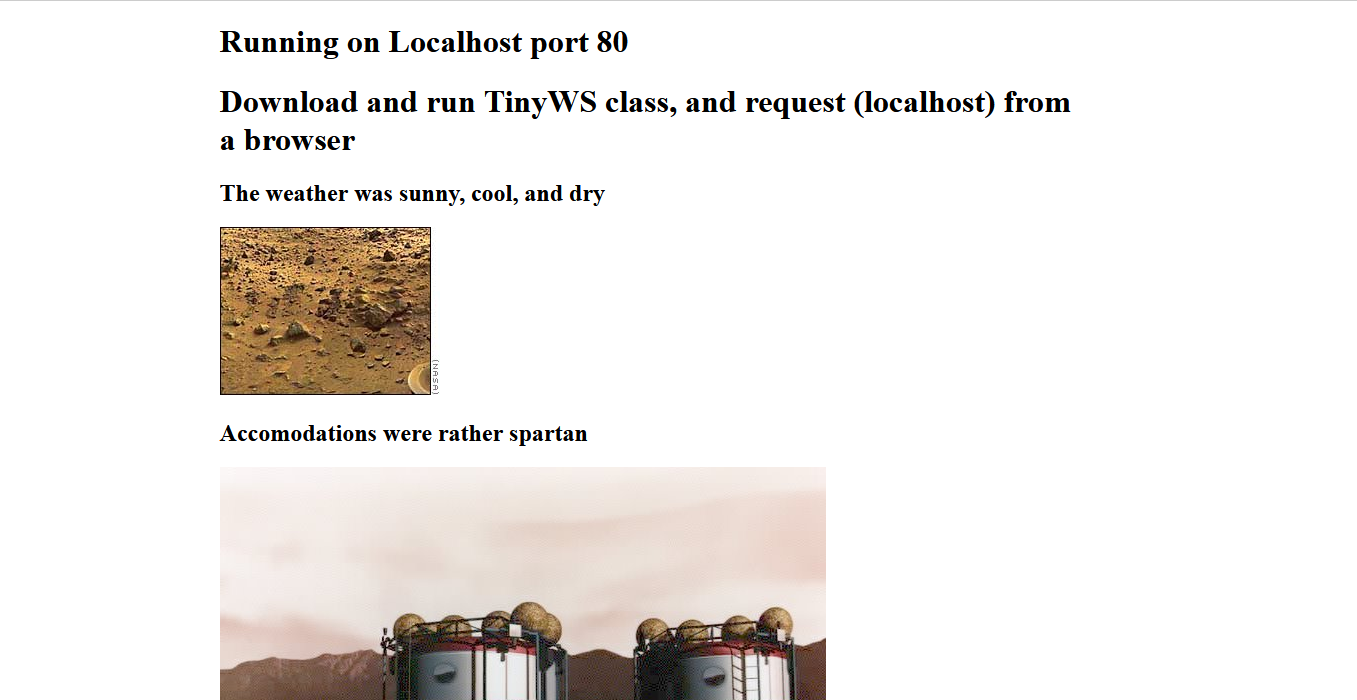 Running on Localhost port 80
Download and run TinyWS class, and request (localhost) from
a browser
The weather was sunny, cool, and dry
(NASA)
Accomodations were rather spartan